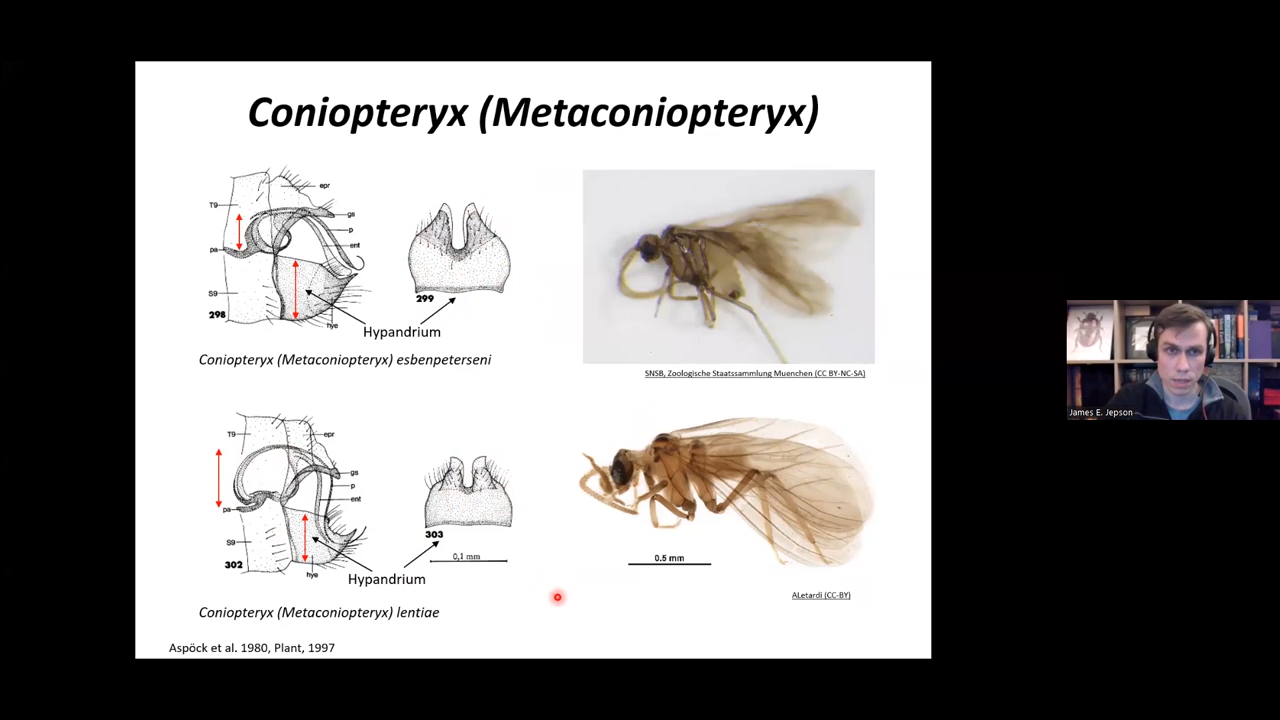 Coniopteryx (Metaconiopteryx)
epr
T9
gs
p
pa
ent
S9
298
hye
299
Hypandrium
Coniopteryx (Metaconiopteryx) esbenpeterseni
SNSB, Zoologische Staatssammlung Muenchen (CC BY-NC-SA)
James E. Jepson
T9
epr
gs
p
ent
pa
S9
302
hye
303
0,1 mm
Hypandrium
0.5 mm
ALetardi (CC-BY)
Coniopteryx (Metaconiopteryx) lentiae
Aspöck et al. 1980, Plant, 1997